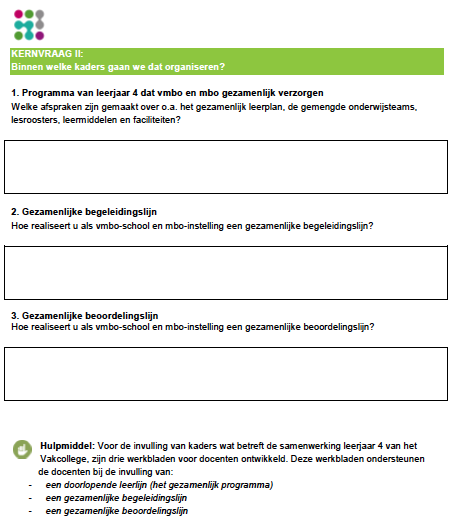 KERNVRAAG II:
Binnen welke kaders gaan we dat organiseren?
1. Programma van leerjaar 4 dat vmbo en mbo gezamenlijk verzorgen
Welke afspraken zijn gemaakt over o.a. het gezamenlijk leerplan, de gemengde onderwijsteams,
lesroosters, leermiddelen en faciliteiten?
2. Gezamenlijke begeleidingslijn
Hoe realiseert u als vmbo-school en mbo-instelling een gezamenlijke begeleidingslijn?
3. Gezamenlijke beoordelingslijn
Hoe realiseert u als vmbo-school en mbo-instelling een gezamenlijke beoordelingslijn?
Hulpmiddel: Voor de invulling van kaders wat betreft de samenwerking leerjaar 4 van het
Vakcollege, zijn drie werkbladen voor docenten ontwikkeld. Deze werkbladen ondersteunen
de docenten bij de invulling van:
- een doorlopende leerlijn (het gezamenlijk programma)
- een gezamenlijke begeleidingslijn
- een gezamenlijke beoordelingslijn